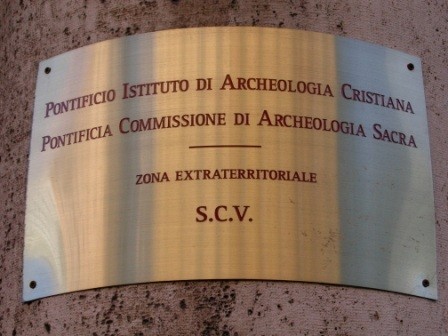 Pontificio Istituto di Archeologia Cristiana
Pontificia Commissione di Archeologia Sacra
zona extraterritoriale
S.C.V.